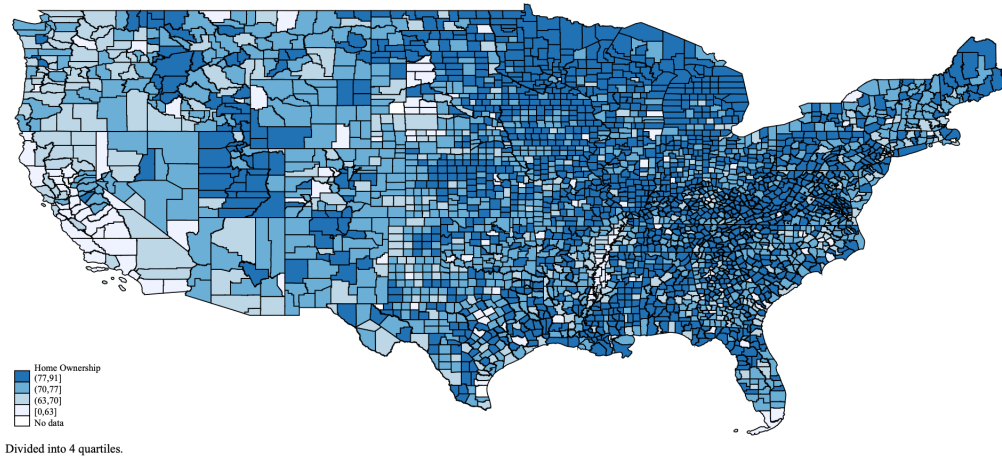 Home Ownership
(77,91]
(70,77]
(63,70]
[0,63]
No data
Divided into 4 quartiles.